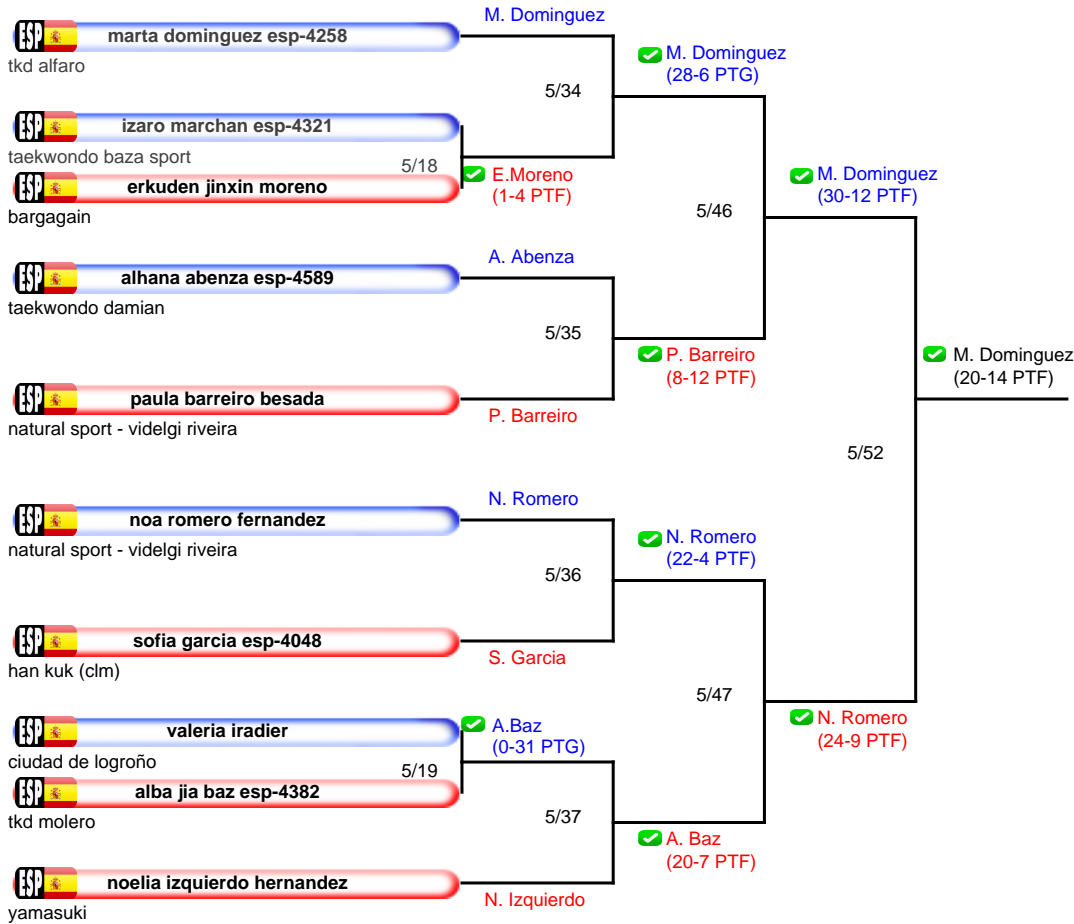 M. Dominguez
ESP marta dominguez esp-4258
tkd alfaro
M. Dominguez
(28-6 PTG)
5/34
ESP izaro marchan esp-4321
taekwondo baza sport
5/18
E.Moreno
(1-4 PTF)
ESP erkuden jinxin moreno
bargagain
M. Dominguez
(30-12 PTF)
5/46
A. Abenza
ESP alhana abenza esp-4589
taekwondo damian
5/35
P. Barreiro
(8-12 PTF)
M. Dominguez
(20-14 PTF)
ESP paula barreiro besada
P. Barreiro
natural sport - videlgi riveira
5/52
N. Romero
ESP noa romero fernandez
natural sport - videlgi riveira
N. Romero
(22-4 PTF)
5/36
ESP sofia garcia esp-4048
S. Garcia
han kuk (clm)
5/47
N. Romero
(24-9 PTF)
ESP valeria iradier
A.Baz
(0-31 PTG)
ciudad de logroño
5/19
ESP alba jia baz esp-4382
tkd molero
5/37
A. Baz
(20-7 PTF)
ESP noelia izquierdo hernandez
N. Izquierdo
yamasuki